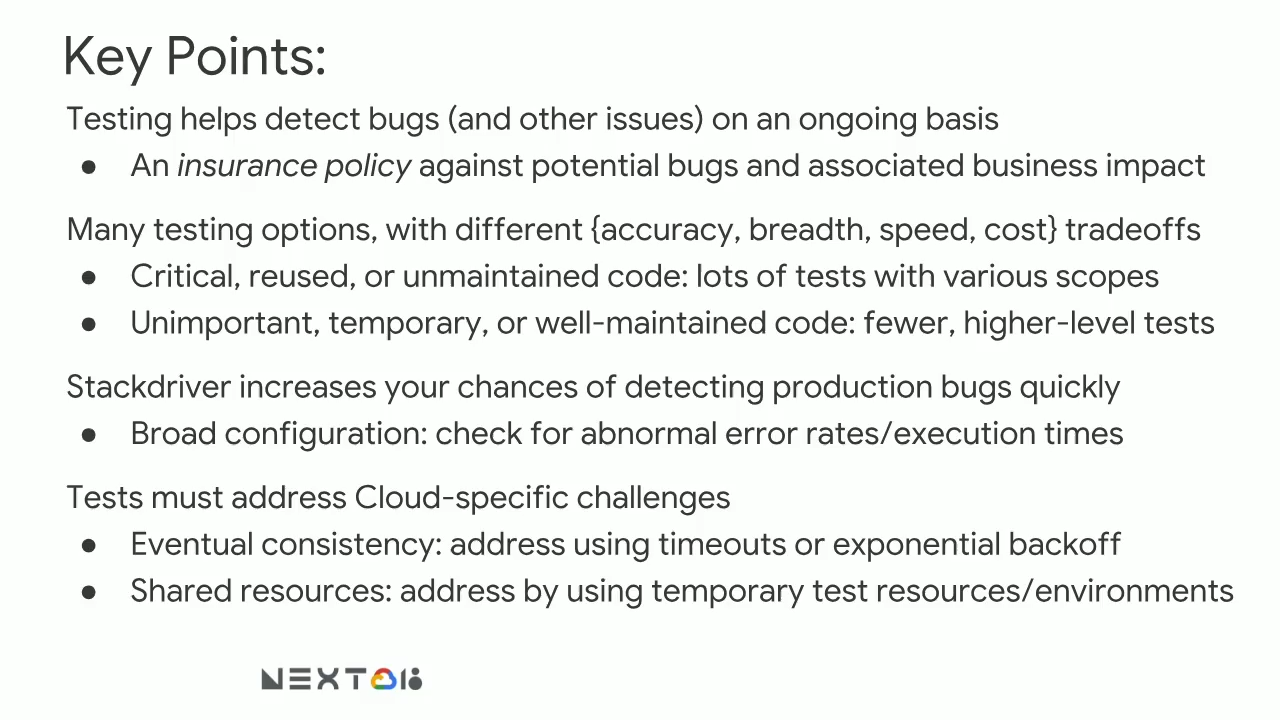 Key Points:
Testing helps detect bugs (and other issues) on an ongoing basis
● An insurance policy against potential bugs and associated business impact
Many testing options, with different {accuracy, breadth, speed, cost} tradeoffs
● Critical, reused, or unmaintained code: lots of tests with various scopes
● Unimportant, temporary, or well-maintained code: fewer, higher-level tests
Stackdriver increases your chances of detecting production bugs quickly
● Broad configuration: check for abnormal error rates/execution times
Tests must address Cloud-specific challenges
● Eventual consistency: address using timeouts or exponential backoff
● Shared resources: address by using temporary test resources/environments
NEXT 18